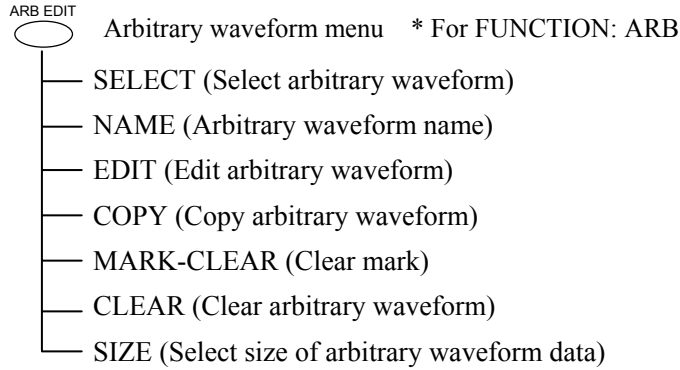 ARB EDIT
Arbitrary waveform menu * For FUNCTION: ARB
SELECT (Select arbitrary waveform)
NAME (Arbitrary waveform name)
EDIT (Edit arbitrary waveform)
COPY (Copy arbitrary waveform)
MARK-CLEAR (Clear mark)
CLEAR (Clear arbitrary waveform)
SIZE (Select size of arbitrary waveform data)